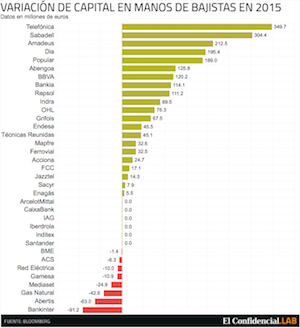 VARIACIÓN DE CAPITAL EN MANOS DE BAJISTAS EN 2015
Datos en millones de euros
Telefónica 349.7
Sabadell 304.4
Amadeus 212.5
Dia 195.4
Popular 189.0
Abengoa 125.8
BBVA 120.2
Bankia 114.1
Repsol 111.2
Indra 89.5
OHL 76.3
Grifols 67.5
Endesa 45.5
Técnicas Reunidas 45.1
Mapfre 32.6
Ferrovial 32.5
Acciona 24.7
FCC 17.1
Jazztel 14.3
Sacyr 7.9
Enagás 5.5
ArcelotMittal 0.0
CaixaBank 0.0
IAG 0.0
Iberdrola 0.0
Inditex 0.0
Santander 0.0
BME -1.4
ACS -6.3
Red Eléctrica -10.0
Gamesa -10.9
Mediaset -24.9
Gas Natural -42.6
Abertis -63.0
Bankinter -91.2
FUENTE: BLOOMBERG
El Confidencial.LAB